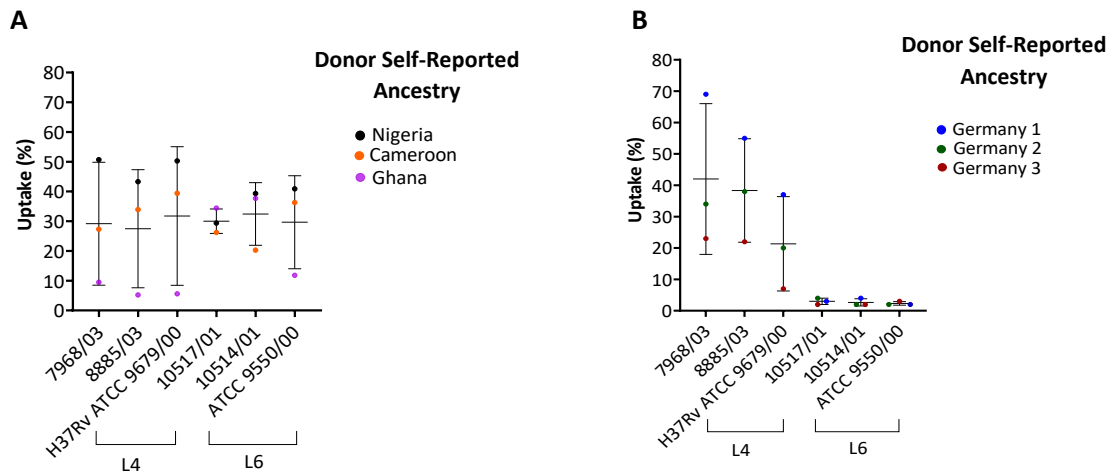 A
Donor Self-Reported
Ancestry
Nigeria
Cameroon
Ghana
Uptake (%)
80
70
60
50
40
30
20
10
0
7968/03
8885/03
H37Rv ATCC 9679/00
10517/01
10514/01
ATCC 9550/00
L4
L6
B
Donor Self-Reported
Ancestry
Germany 1
Germany 2
Germany 3
Uptake (%)
80
70
60
50
40
30
20
10
0
7968/03
8885/03
H37Rv ATCC 9679/00
10517/01
10514/01
ATCC 9550/00
L4
L6